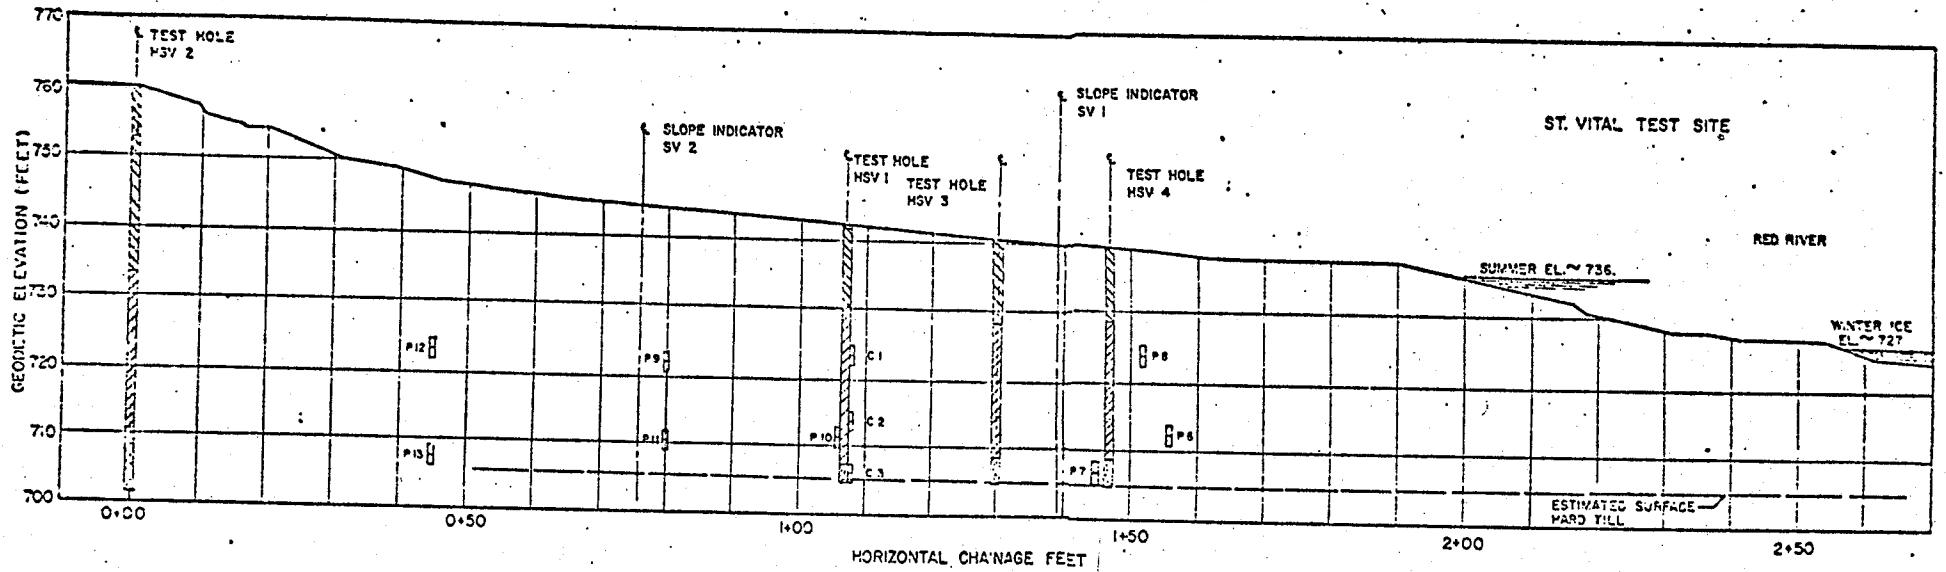 770
TEST HOLE
HSV 2
760
SLOPE INDICATOR
SV 1
ST. VITAL TEST SITE
SLOPE INDICATOR
SV 2
750
TEST HOLE
HSV 1
TEST HOLE
HSV 3
TEST HOLE
HSV 4
GEODETIC ELEVATION (FEET)
740
RED RIVER
SUMMER EL.~ 736.
730
WINTER ICE
EL.~ 727
P12
P9
C 1
P8
720
C 2
710
P11
P10
P6
P13
C 3
P7
700
ESTIMATED SURFACE
HARD TILL
0+00
0+50
1+00
1+50
2+00
2+50
HORIZONTAL CHAINAGE FEET